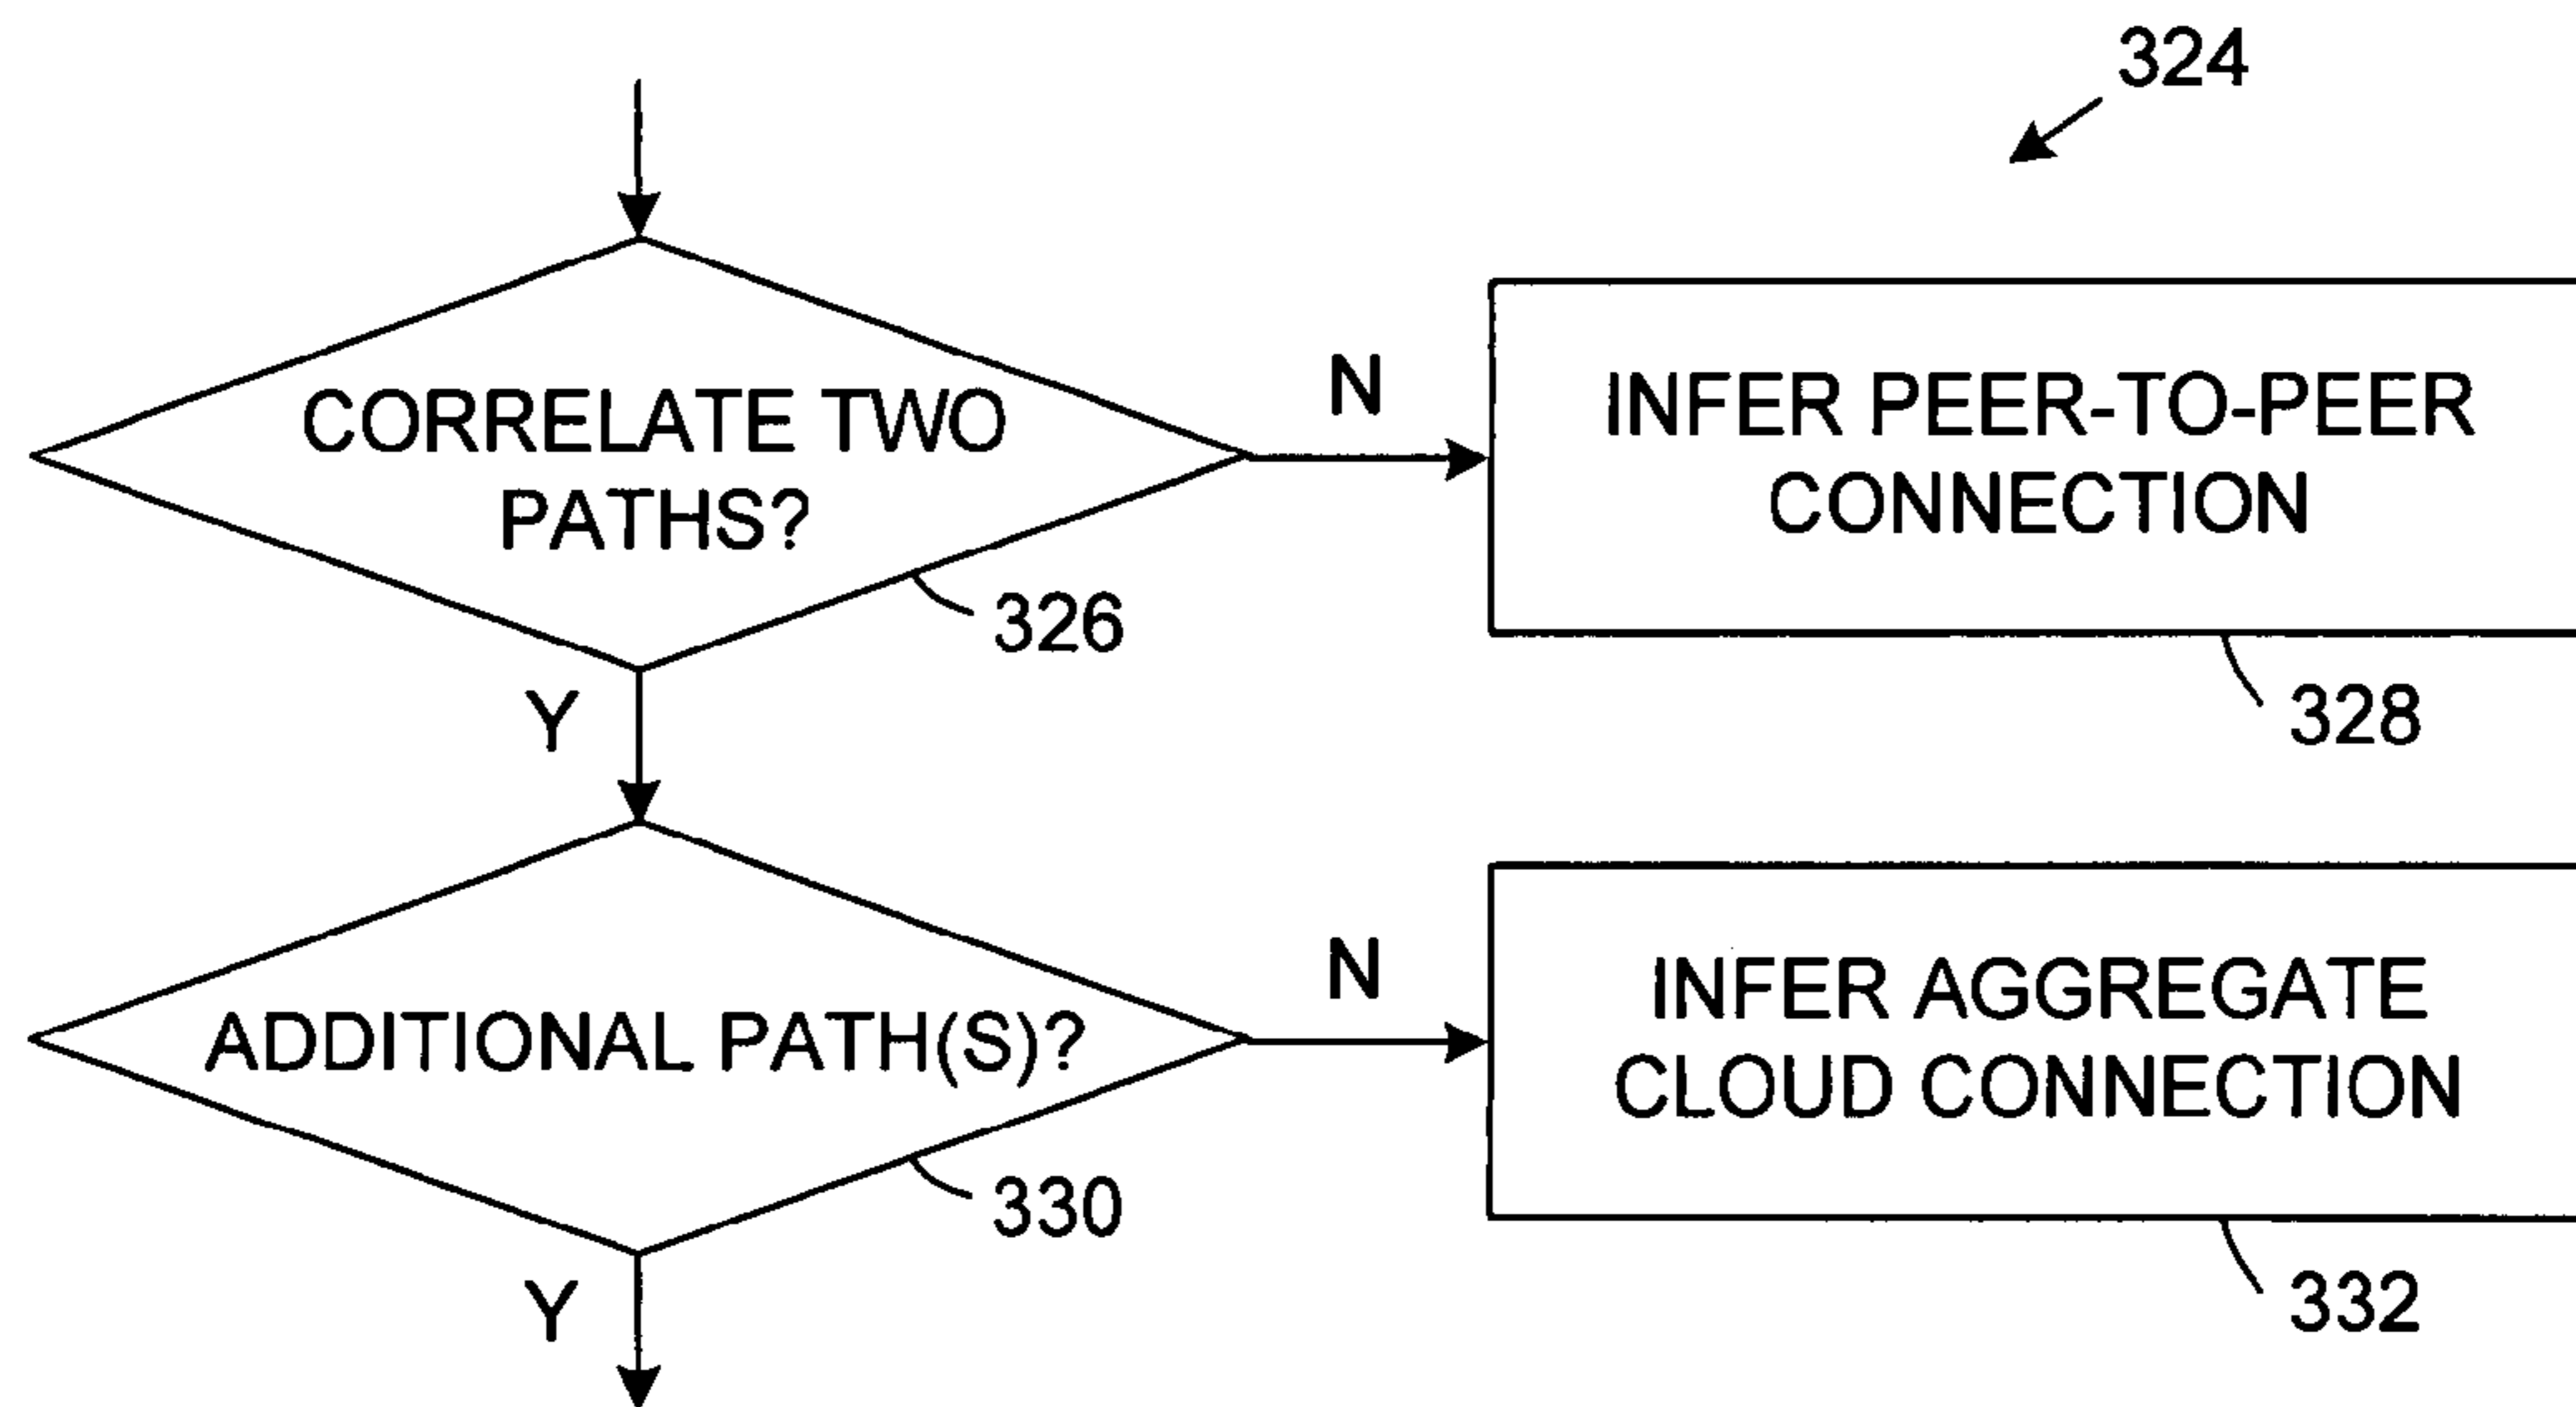 324
CORRELATE TWO
PATHS?
N
INFER PEER-TO-PEER
CONNECTION
326
328
Y
ADDITIONAL PATH(S)?
N
INFER AGGREGATE
CLOUD CONNECTION
330
332
Y